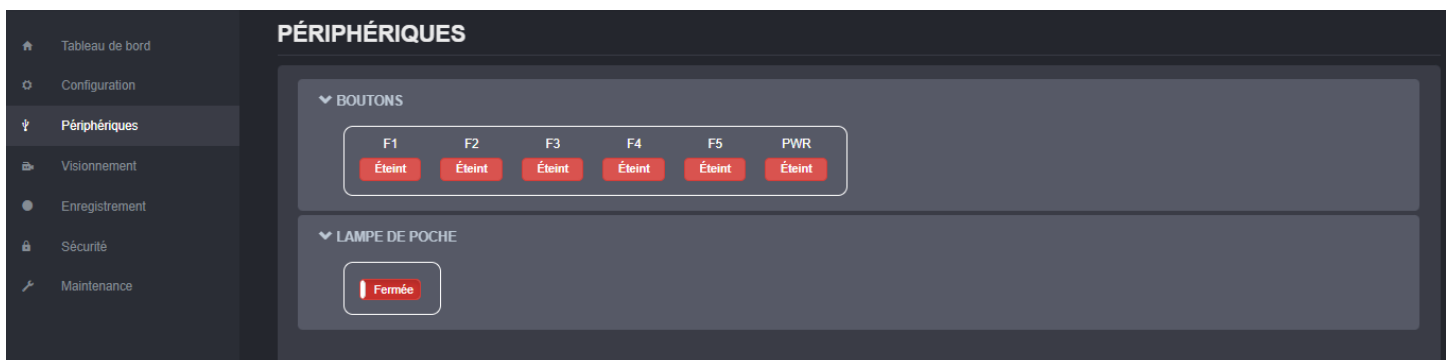 Tableau de bord
Configuration
Périphériques
Visionnement
Enregistrement
Sécurité
Maintenance
PÉRIPHÉRIQUES
BOUTONS
F1 F2 F3 F4 F5 PWR
Éteint Éteint Éteint Éteint Éteint Éteint
LAMPE DE POCHE
Fermée